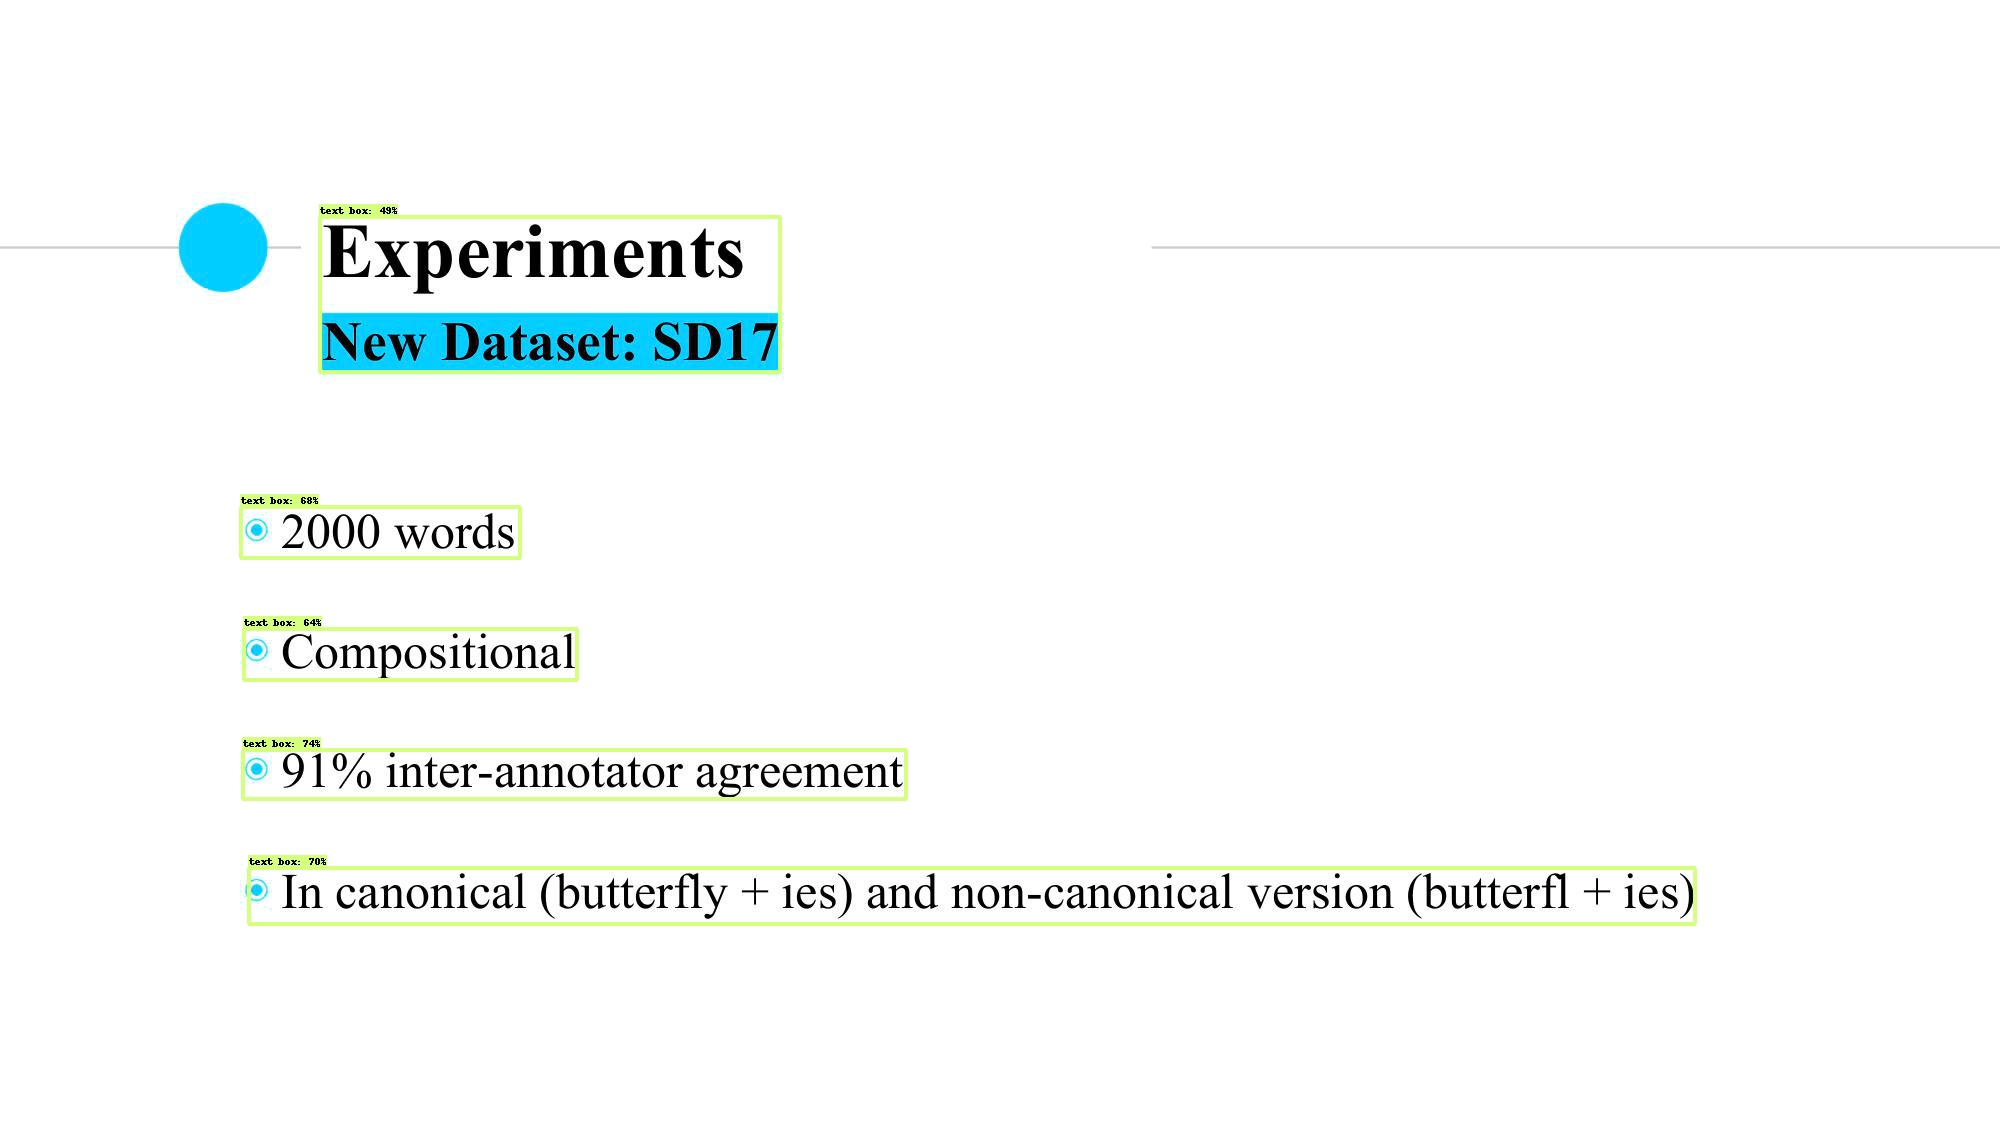 text box: 49%
Experiments
New Dataset: SD17
text box: 68%
2000 words
text box: 64%
Compositional
text box: 74%
91% inter-annotator agreement
text box: 70%
In canonical (butterfly + ies) and non-canonical version (butterfl + ies)